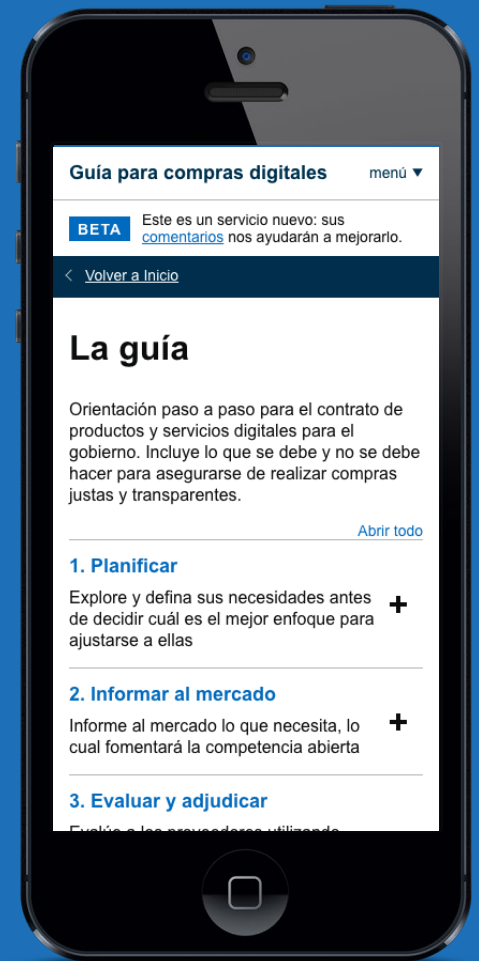 Guía para compras digitales
menú ▼
BETA
Este es un servicio nuevo: sus
comentarios nos ayudarán a mejorarlo.
< Volver a Inicio
La guía
Orientación paso a paso para el contrato de
productos y servicios digitales para el
gobierno. Incluye lo que se debe y no se debe
hacer para asegurarse de realizar compras
justas y transparentes.
Abrir todo
1. Planificar
Explore y defina sus necesidades antes
de decidir cuál es el mejor enfoque para
ajustarse a ellas
+
2. Informar al mercado
Informe al mercado lo que necesita, lo
cual fomentará la competencia abierta
+
3. Evaluar y adjudicar
Evalúe a los proveedores utilizando